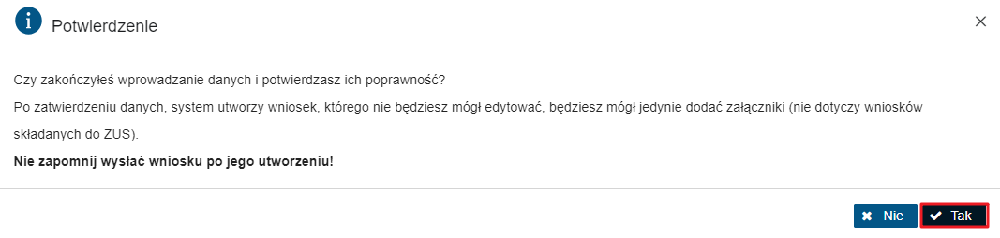 Potwierdzenie
Czy zakończyłeś wprowadzanie danych i potwierdzasz ich poprawność?
Po zatwierdzeniu danych, system utworzy wniosek, którego nie będziesz mógł edytować, będziesz mógł jedynie dodać załączniki (nie dotyczy wniosków
składanych do ZUS).
Nie zapomnij wysłać wniosku po jego utworzeniu!
Nie Tak